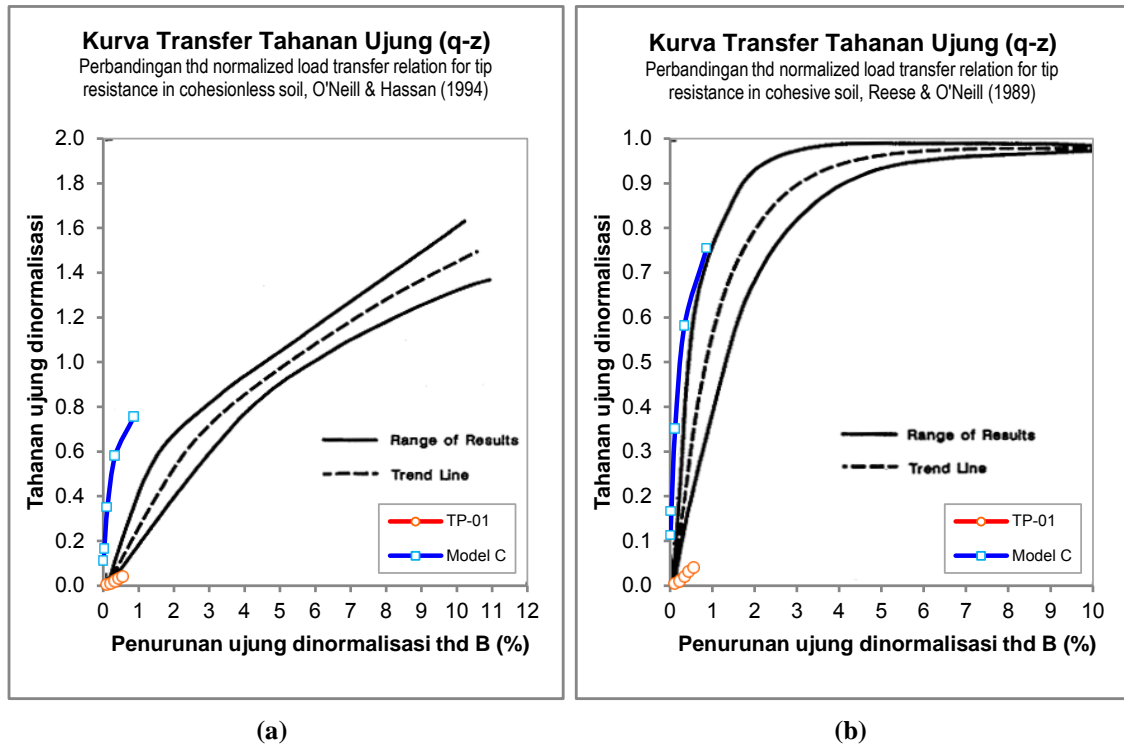 Kurva Transfer Tahanan Ujung (q-z)
Perbandingan thd normalized load transfer relation for tip
resistance in cohesionless soil, O'Neill & Hassan (1994)
Tahanan ujung dinormalisasi
2.0
1.8
1.6
1.4
1.2
1.0
0.8
0.6
0.4
0.2
0.0
Range of Results
Trend Line
TP-01
Model C
0 1 2 3 4 5 6 7 8 9 10 11 12
Penurunan ujung dinormalisasi thd B (%)
(a)
Kurva Transfer Tahanan Ujung (q-z)
Perbandingan thd normalized load transfer relation for tip
resistance in cohesive soil, Reese & O'Neill (1989)
Tahanan ujung dinormalisasi
1.0
0.9
0.8
0.7
0.6
0.5
0.4
0.3
0.2
0.1
0.0
Range of Results
Trend Line
TP-01
Model C
0 1 2 3 4 5 6 7 8 9 10
Penurunan ujung dinormalisasi thd B (%)
(b)